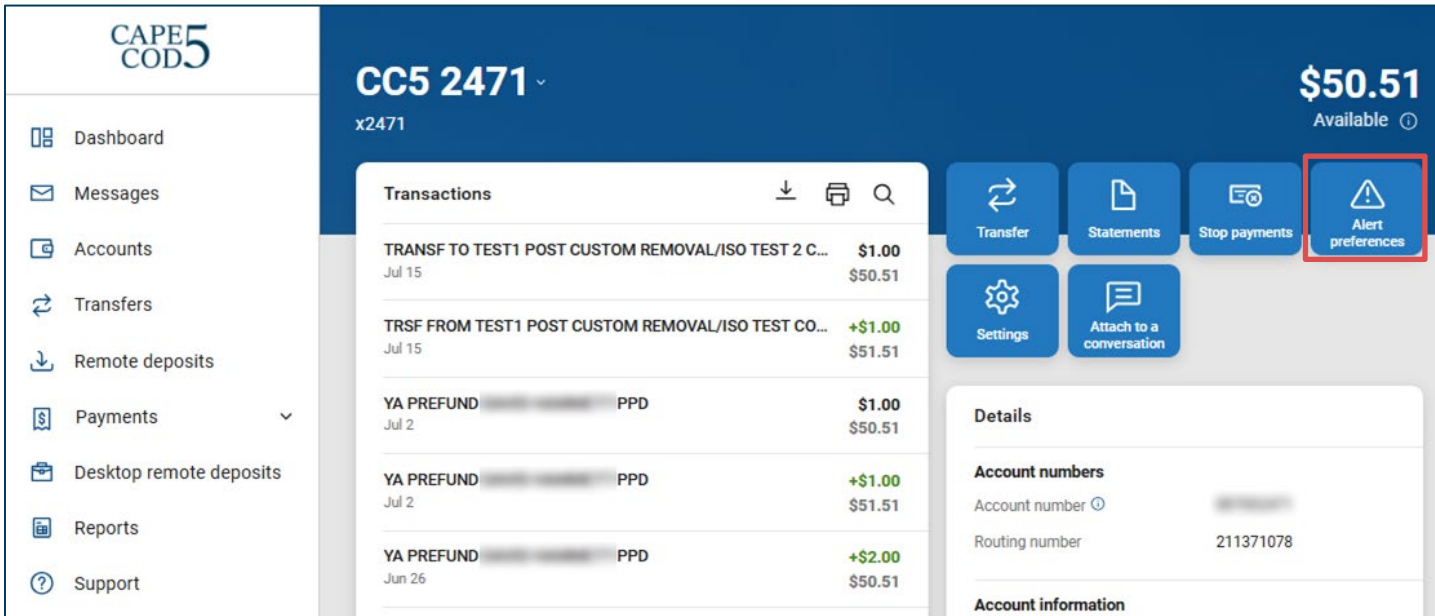 CAPE 5
COD
Dashboard
Messages
Accounts
Transfers
Remote deposits
Payments
Desktop remote deposits
Reports
Support
CC5 2471
x2471
$50.51
Available
Transactions
TRANSF TO TEST1 POST CUSTOM REMOVAL/ISO TEST 2 C... $1.00
Jul 15 $50.51
TRSF FROM TEST1 POST CUSTOM REMOVAL/ISO TEST CO... +$1.00
Jul 15 $51.51
YA PREFUND PPD $1.00
Jul 2 $50.51
YA PREFUND PPD +$1.00
Jul 2 $51.51
YA PREFUND PPD +$2.00
Jun 26 $50.51
Transfer
Statements
Stop payments
Alert
preferences
Settings
Attach to a
conversation
Details
Account numbers
Account number
Routing number 211371078
Account information